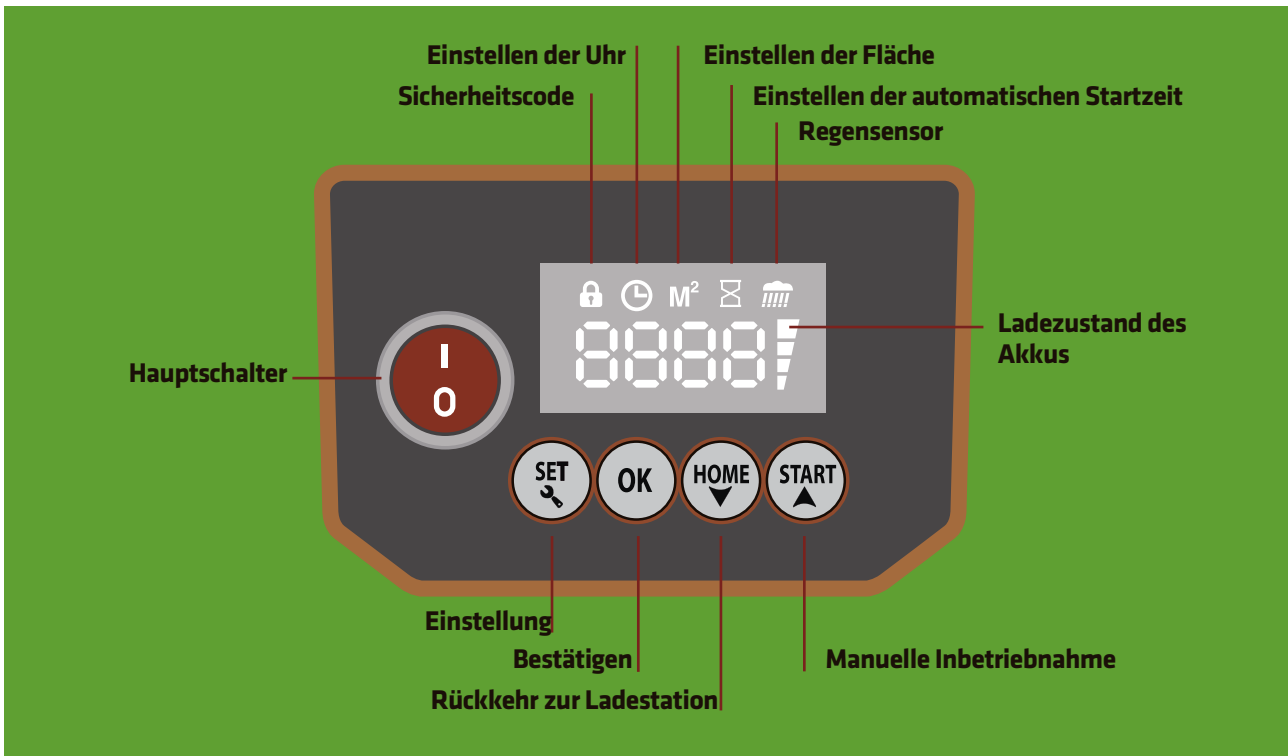 Einstellen der Uhr
Einstellen der Fläche
Sicherheitscode
Einstellen der automatischen Startzeit
Regensensor
M²
8888
Ladezustand des
Akkus
Hauptschalter
I
0
SET
OK
HOME
START
Einstellung
Bestätigen
Manuelle Inbetriebnahme
Rückkehr zur Ladestation